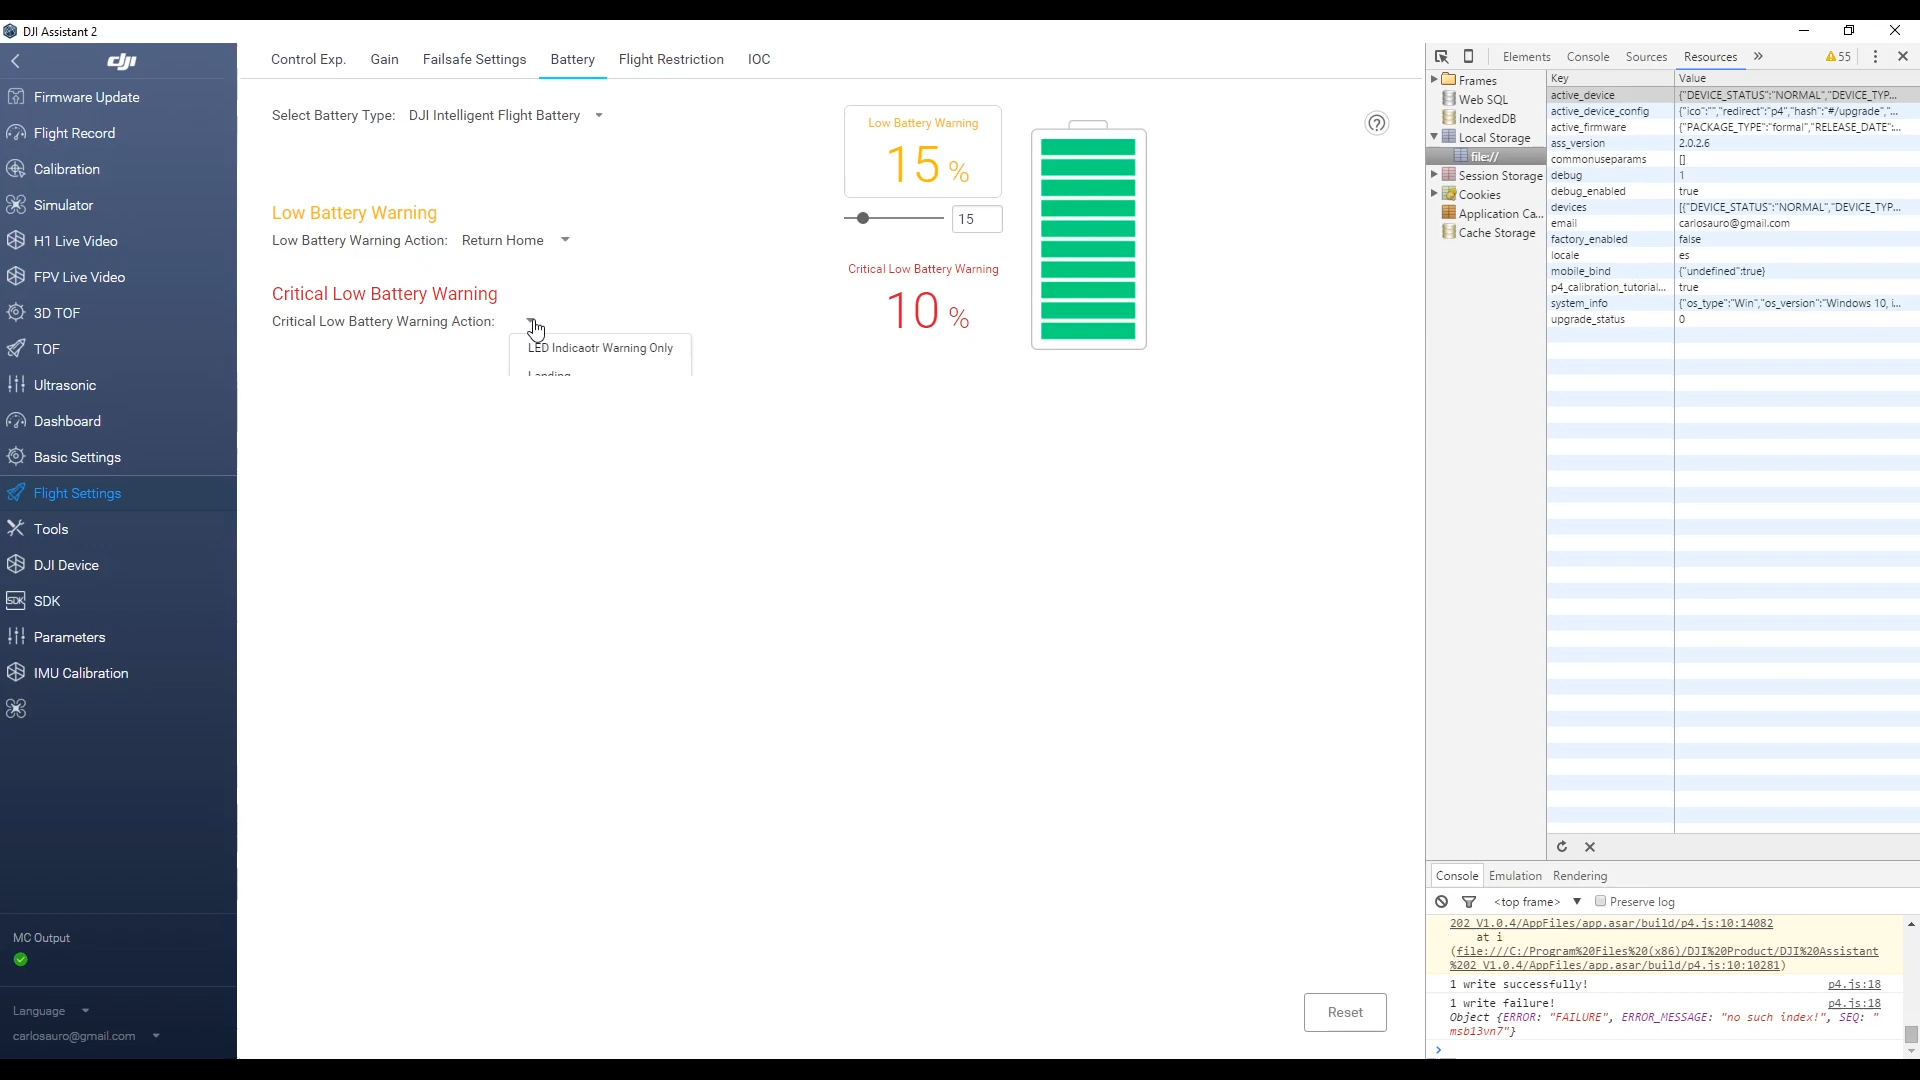 DJI Assistant 2
dji
Firmware Update
Flight Record
Calibration
Simulator
H1 Live Video
FPV Live Video
3D TOF
TOF
Ultrasonic
Dashboard
Basic Settings
Flight Settings
Tools
DJI Device
SDK
SDK
Parameters
IMU Calibration
MC Output
Language
carlosauro@gmail.com
Control Exp. Gain Failsafe Settings Battery Flight Restriction IOC
Select Battery Type: DJI Intelligent Flight Battery
Low Battery Warning
Low Battery Warning Action: Return Home
Critical Low Battery Warning
Critical Low Battery Warning Action:
LED Indicaotr Warning Only
Landing
Low Battery Warning
15 %
15
Critical Low Battery Warning
10 %
?
Reset
Elements Console Sources Resources » 55
Frames
Web SQL
IndexedDB
Local Storage
file://
Session Storage
Cookies
Application Ca...
Cache Storage
Key Value
active_device {"DEVICE_STATUS":"NORMAL","DEVICE_TYP...
active_device_config {"ico":"","redirect":"p4","hash":"#/upgrade","...
active_firmware {"PACKAGE_TYPE":"formal","RELEASE_DATE":...
ass_version 2.0.2.6
commonuseparams []
debug 1
debug_enabled true
devices [{"DEVICE_STATUS":"NORMAL","DEVICE_TYP...
email carlosauro@gmail.com
factory_enabled false
locale es
mobile_bind {"undefined":true}
p4_calibration_tutorial... true
system_info {"os_type":"Win","os_version":"Windows 10, i...
upgrade_status 0
Console Emulation Rendering
<top frame> Preserve log
202 V1.0.4/AppFiles/app.asar/build/p4.js:10:14082
at i
(file:///C:/Program%20Files%20(x86)/DJI%20Product/DJI%20Assistant
%202 V1.0.4/AppFiles/app.asar/build/p4.js:10:10281)
1 write successfully! p4.js:18
1 write failure! p4.js:18
Object {ERROR: "FAILURE", ERROR_MESSAGE: "no such index!", SEQ: "
msb13vn7"}
>